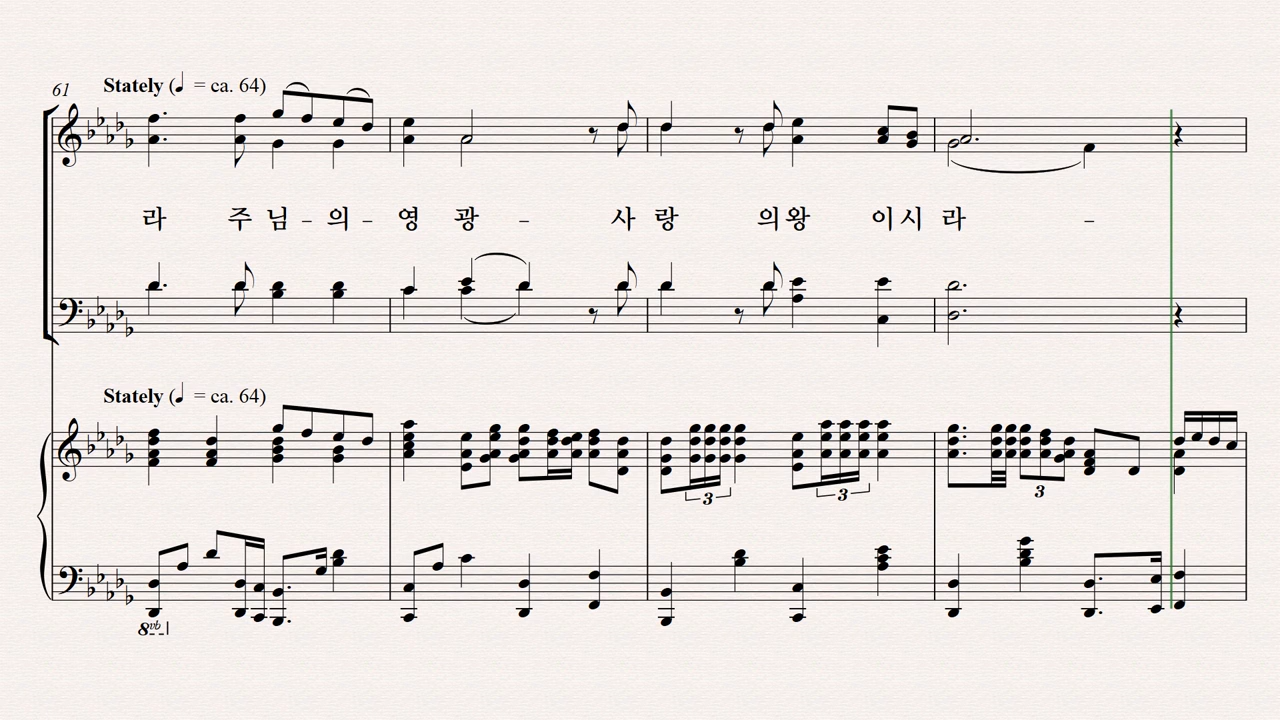 61
Stately (♩ = ca. 64)
라 주 님 - 의 - 영 광 - 사 랑 의 왕 이 시 라 -
Stately (♩ = ca. 64)
3 3 3
8vb